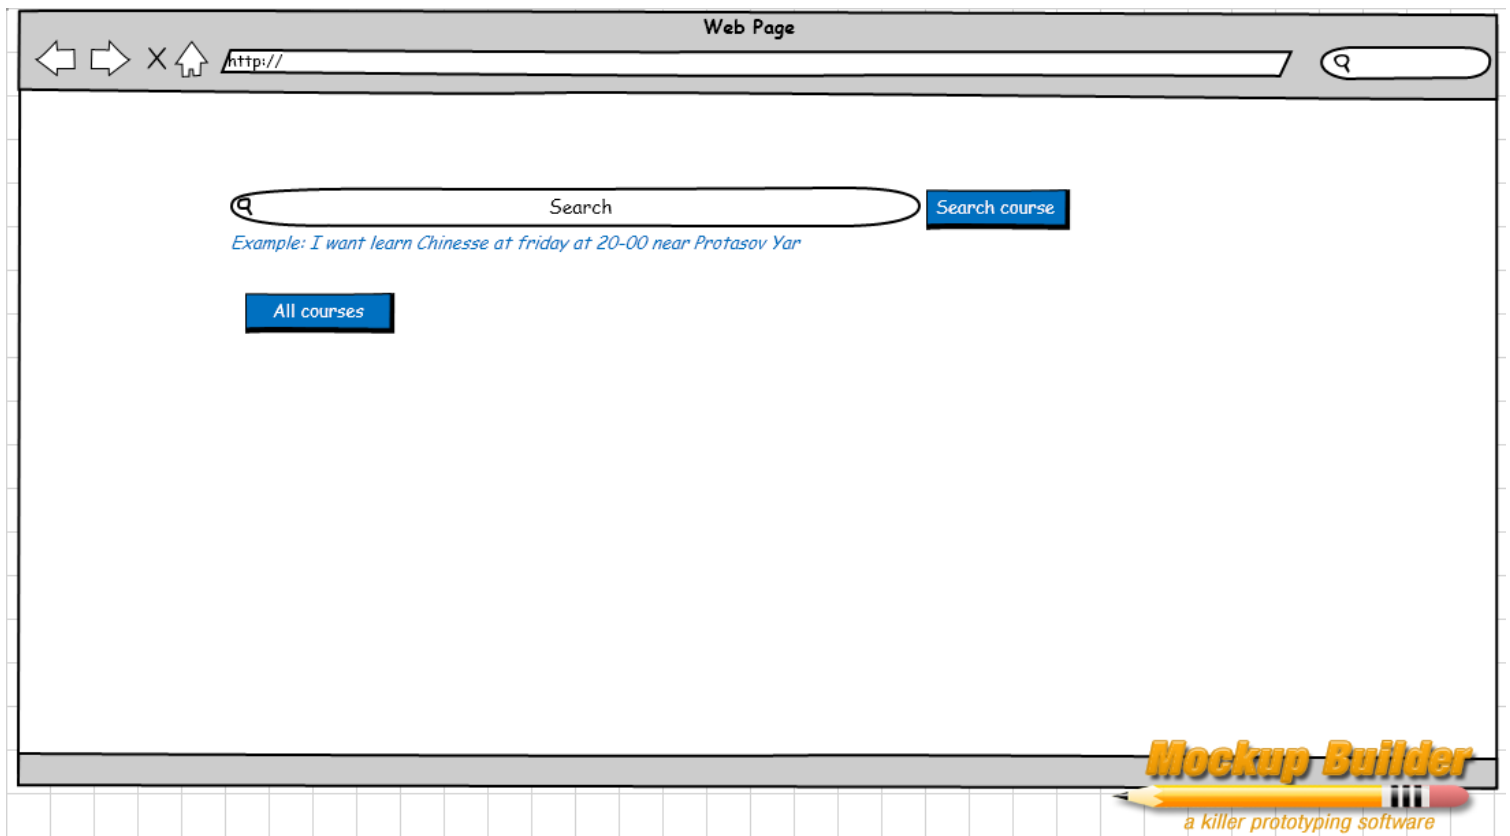 Web Page
http://
Search
Search course
Example: I want learn Chinesse at friday at 20-00 near Protasov Yar
All courses
Mockup Builder
a killer prototyping software